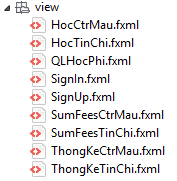 view
HocCtrMau.fxml
HocTinChi.fxml
QLHocPhi.fxml
SignIn.fxml
SignUp.fxml
SumFeesCtrMau.fxml
SumFeesTinChi.fxml
ThongKeCtrMau.fxml
ThongKeTinChi.fxml